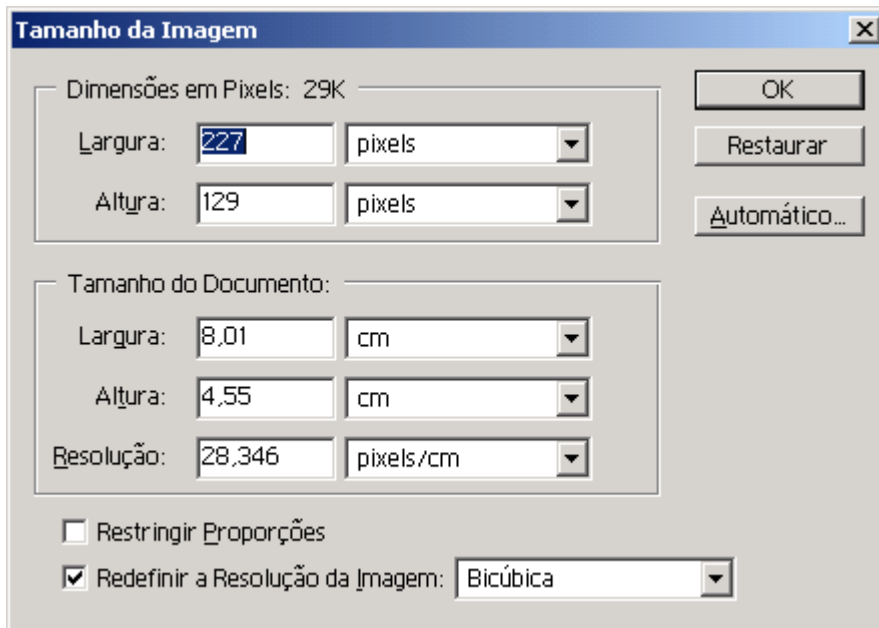 Tamanho da Imagem
Dimensões em Pixels: 29K
Largura: 227 pixels
Altura: 129 pixels
OK
Restaurar
Automático...
Tamanho do Documento:
Largura: 8,01 cm
Altura: 4,55 cm
Resolução: 28,346 pixels/cm
Restringir Proporções
Redefinir a Resolução da Imagem: Bicúbica